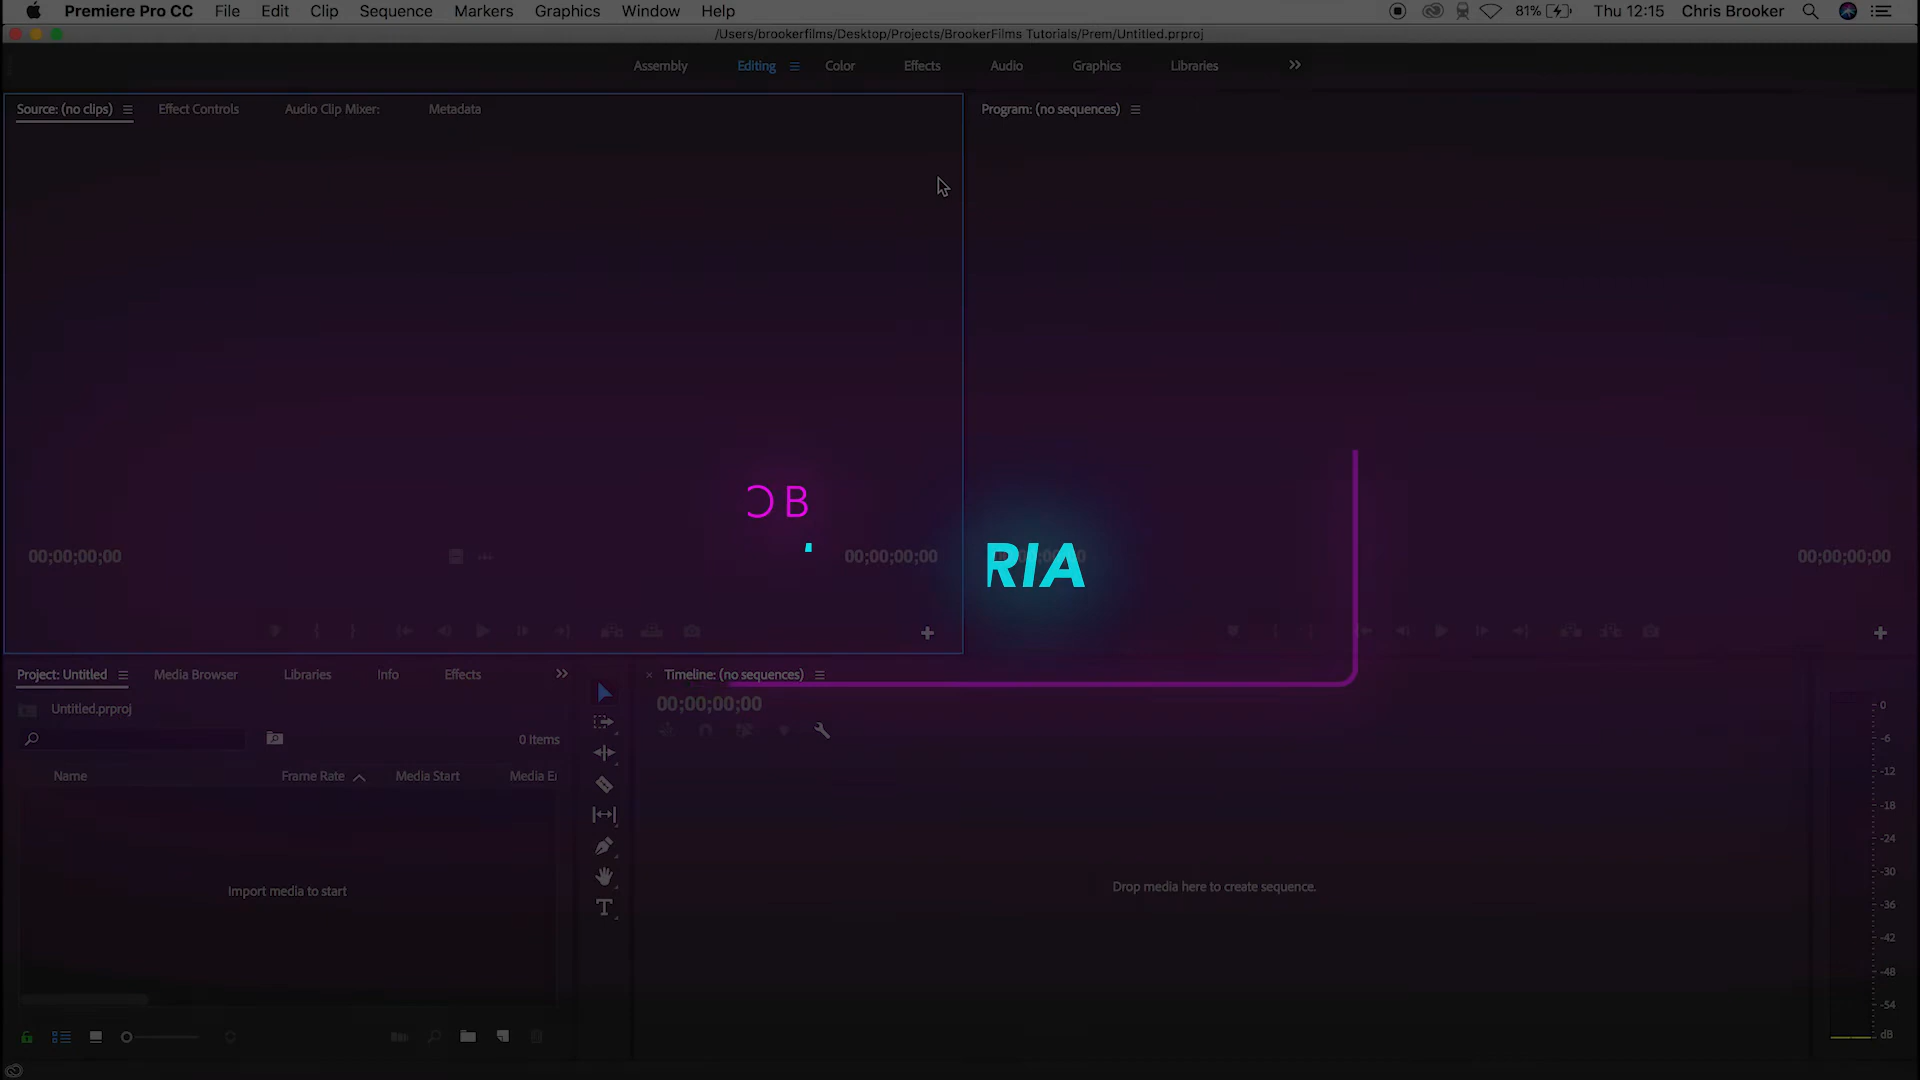 Premiere Pro CC File Edit Clip Sequence Markers Graphics Window Help 81% Thu 12:15 Chris Brooker
/Users/brookerfilms/Desktop/Projects/BrookerFilms Tutorials/Prem/Untitled.prproj
Assembly Editing Color Effects Audio Graphics Libraries
Source: (no clips) Effect Controls Audio Clip Mixer: Metadata
Program: (no sequences)
B
RIA
00;00;00;00 00;00;00;00
00;00;00;00
Project: Untitled Media Browser Libraries Info Effects
Untitled.prproj
0 Items
Name Frame Rate Media Start Media Er
Import media to start
Timeline: (no sequences)
00;00;00;00
Drop media here to create sequence.
0
-6
-12
-18
-24
-30
-36
-42
-48
-54
dB